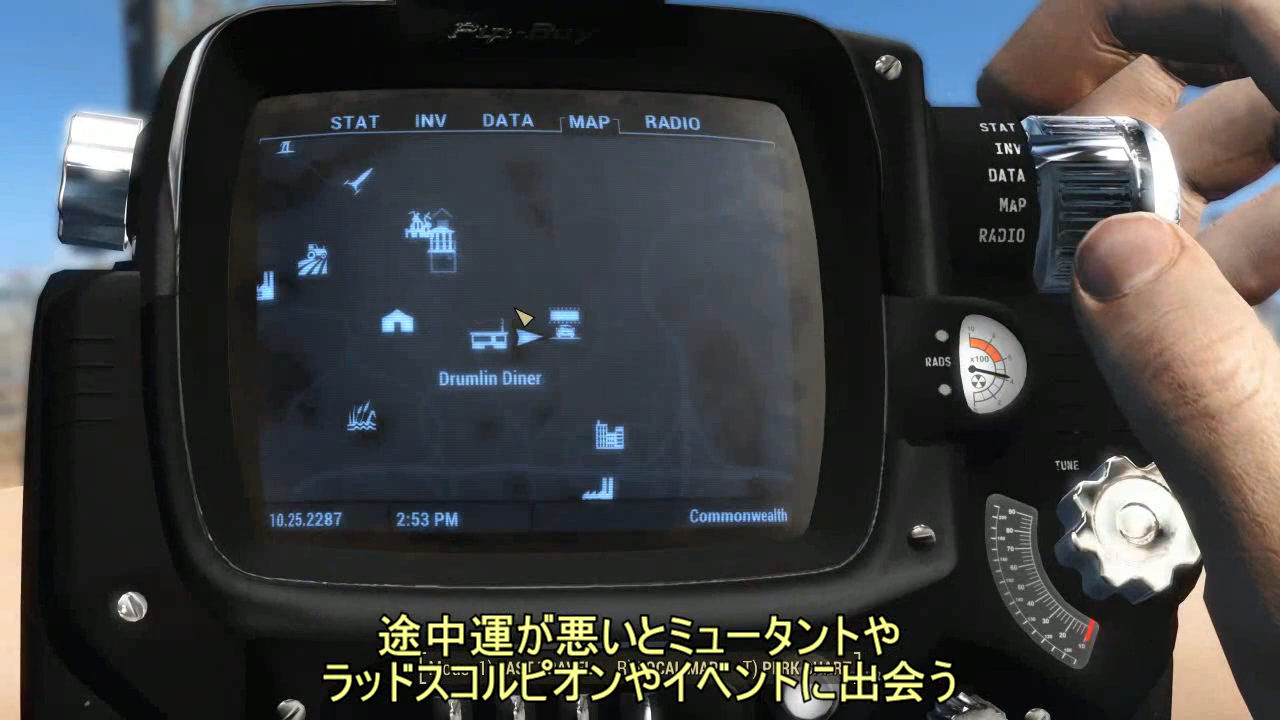 Pip-Boy
STAT INV DATA MAP RADIO
STAT
INV
DATA
MAP
RADIO
RADS
x100
Drumlin Diner
TUNE
10.25.2287 2:53 PM Commonwealth
途中運が悪いとミュータントや
ラッドスコルピオンやイベントに出会う